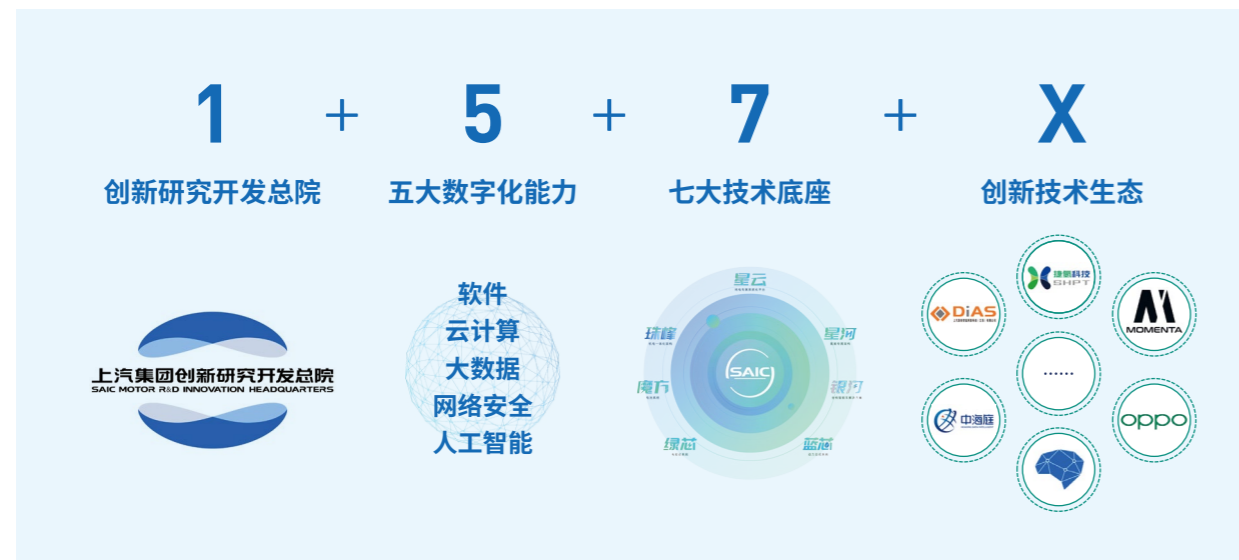 1 + 5 + 7 + X
创新研究开发总院
五大数字化能力
七大技术底座
创新技术生态
上汽集团创新研究开发总院
SAIC MOTOR R&D INNOVATION HEADQUARTERS
软件
云计算
大数据
网络安全
人工智能
星云
珠峰
星河
SAIC
魔方
银河
绿芯
蓝芯
捷氢科技
SHPT
DiAS
MOMENTA
......
中海庭
oppo